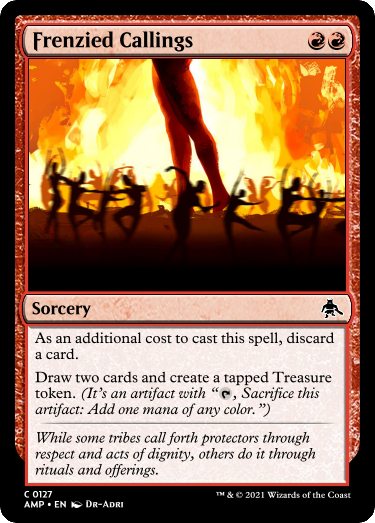 Frenzied Callings
Sorcery
As an additional cost to cast this spell, discard
a card.
Draw two cards and create a tapped Treasure
token. (It's an artifact with “, Sacrifice this
artifact: Add one mana of any color.”)
While some tribes call forth protectors through
respect and acts of dignity, others do it through
rituals and offerings.
C 0127
AMP • EN Dr-Adri
™ & © 2021 Wizards of the Coast